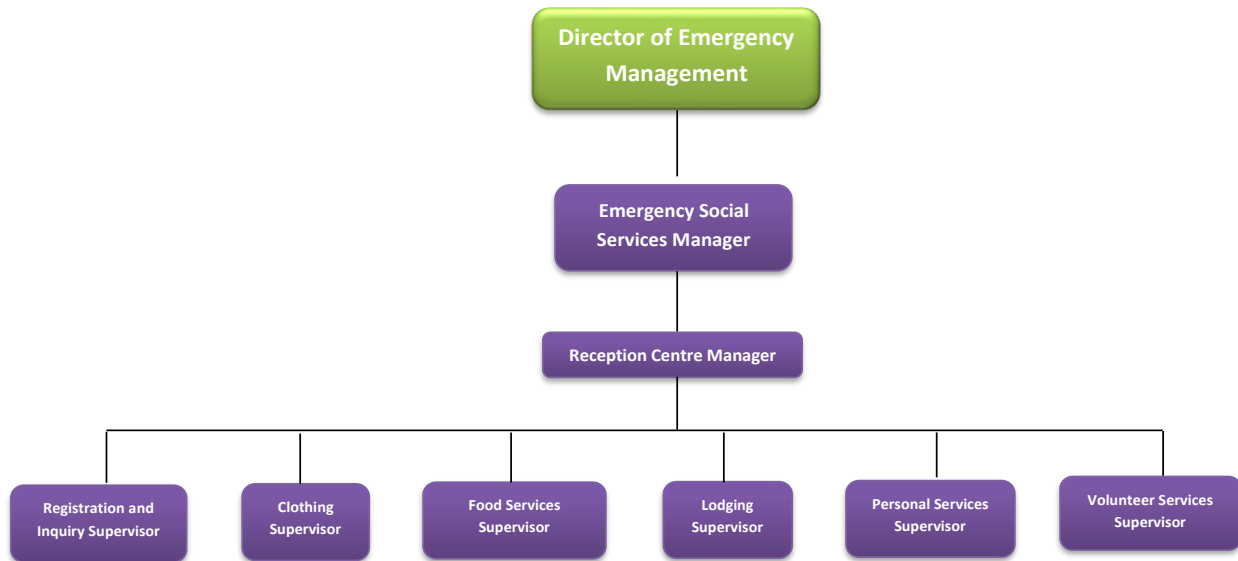 Director of Emergency
Management
Emergency Social
Services Manager
Reception Centre Manager
Registration and
Inquiry Supervisor
Clothing
Supervisor
Food Services
Supervisor
Lodging
Supervisor
Personal Services
Supervisor
Volunteer Services
Supervisor